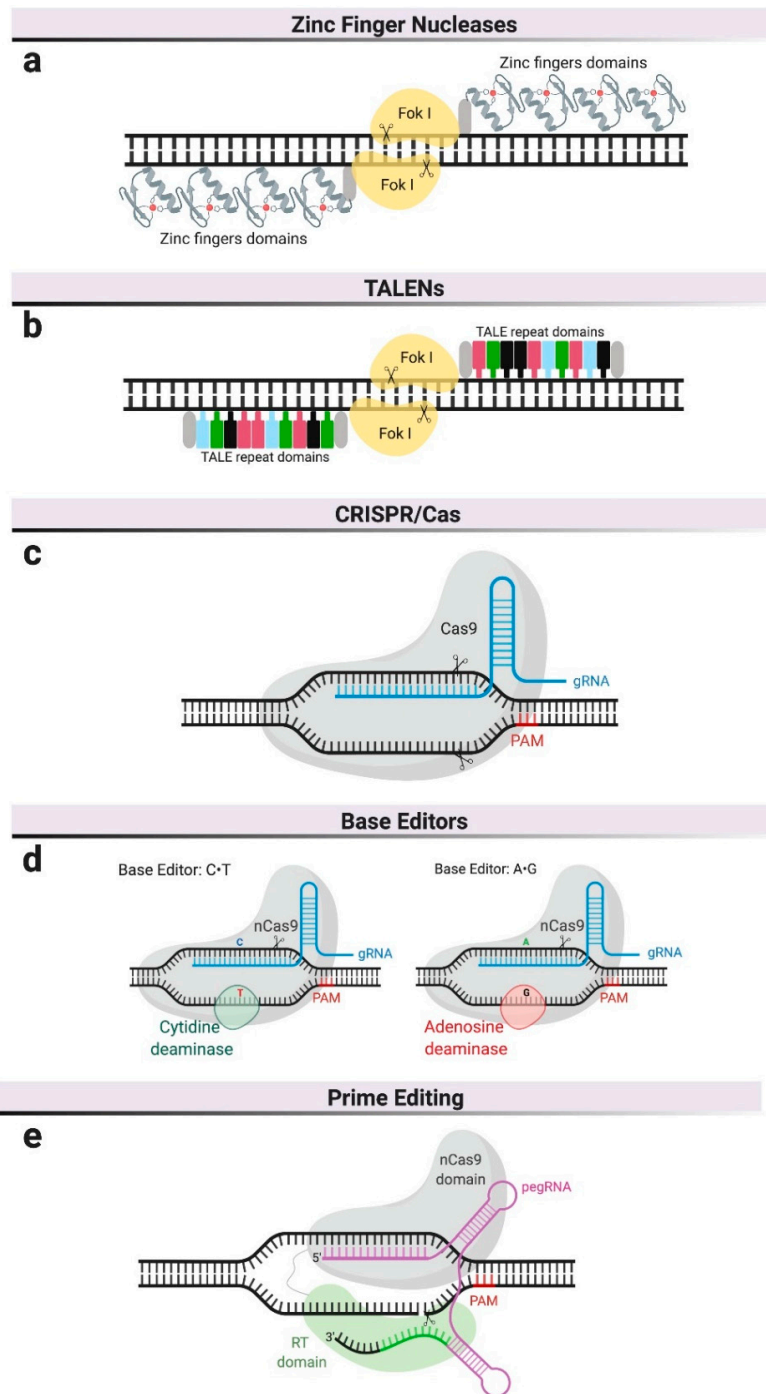 Zinc Finger Nucleases
a
Zinc fingers domains
Fok I
Fok I
Zinc fingers domains
TALENs
b
TALE repeat domains
Fok I
Fok I
TALE repeat domains
CRISPR/Cas
c
Cas9
gRNA
PAM
Base Editors
d
Base Editor: C•T
nCas9
C
gRNA
T
PAM
Cytidine
deaminase
Base Editor: A•G
nCas9
A
gRNA
G
PAM
Adenosine
deaminase
Prime Editing
e
nCas9
domain
pegRNA
5'
PAM
3'
RT
domain